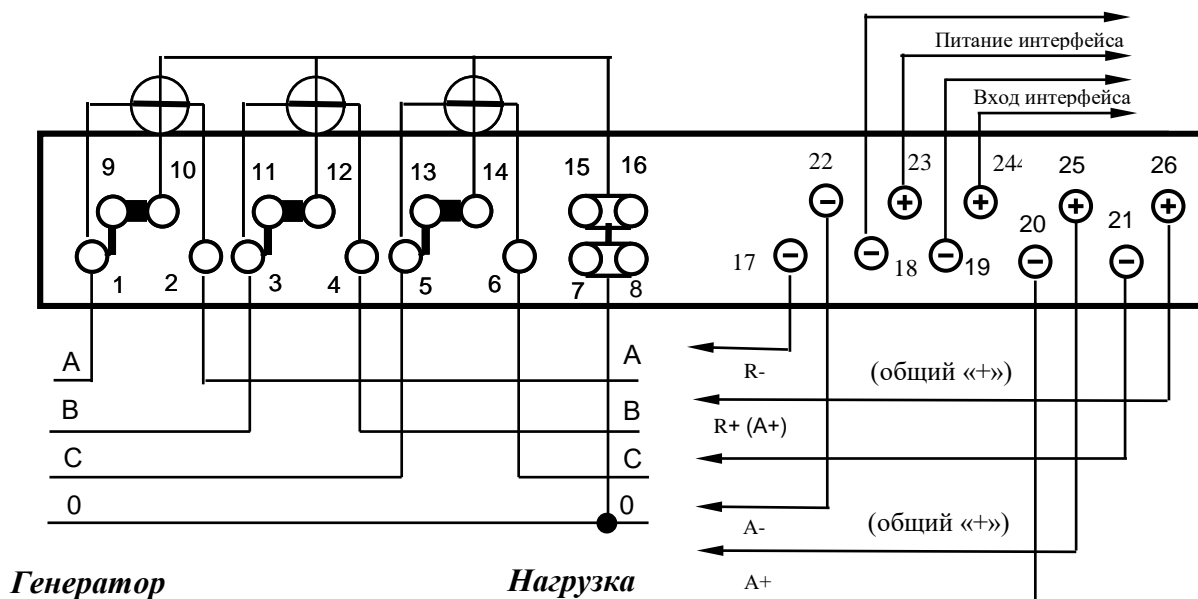 Питание интерфейса
Вход интерфейса
9 10 11 12 13 14 15 16 22 23 244 25 26
20 21
1 2 3 4 5 6 7 8 17 18 19
A A
B B
C C
0 0
R-
(общий «+»)
R+ (A+)
A-
(общий «+»)
A+
Генератор Нагрузка